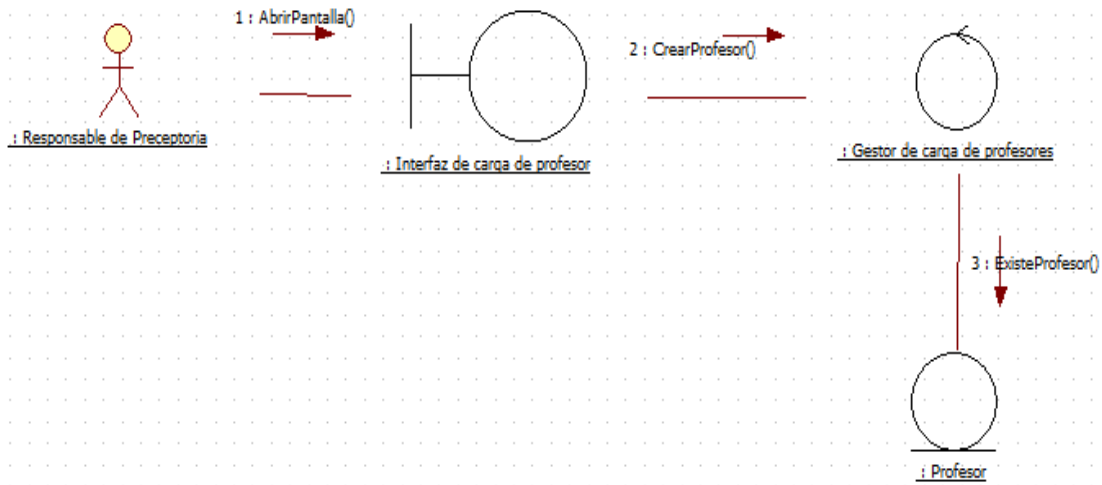 1 : AbrirPantalla()
2 : CrearProfesor()
: Responsable de Preceptoria
: Interfaz de carga de profesor
: Gestor de carga de profesores
3 : ExisteProfesor()
: Profesor